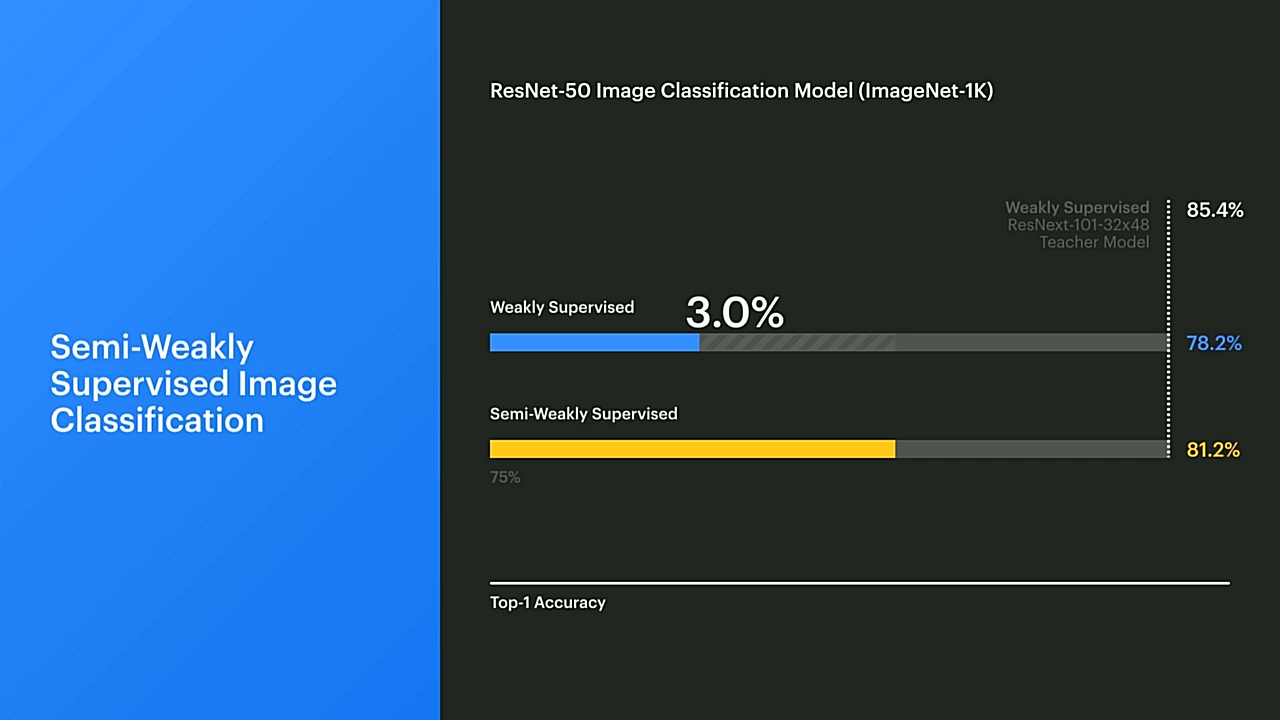 Semi-Weakly
Supervised Image
Classification
ResNet-50 Image Classification Model (ImageNet-1K)
Weakly Supervised
ResNext-101-32x48
Teacher Model
85.4%
Weakly Supervised
3.0%
78.2%
Semi-Weakly Supervised
81.2%
75%
Top-1 Accuracy